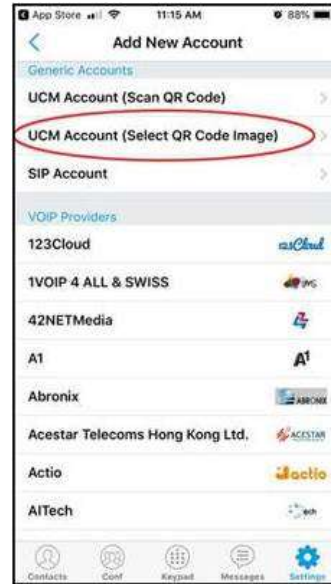 App Store 11:15 AM 88%
Add New Account
Generic Accounts
UCM Account (Scan QR Code)
UCM Account (Select QR Code Image)
SIP Account
VOIP Providers
123Cloud 123Cloud
1VOIP 4 ALL & SWISS
42NETMedia
A1 A1
Abronix ABRONIX
Acestar Telecoms Hong Kong Ltd. ACESTAR
Actio actio
AITech
Contacts Conf Keypad Messages Settings